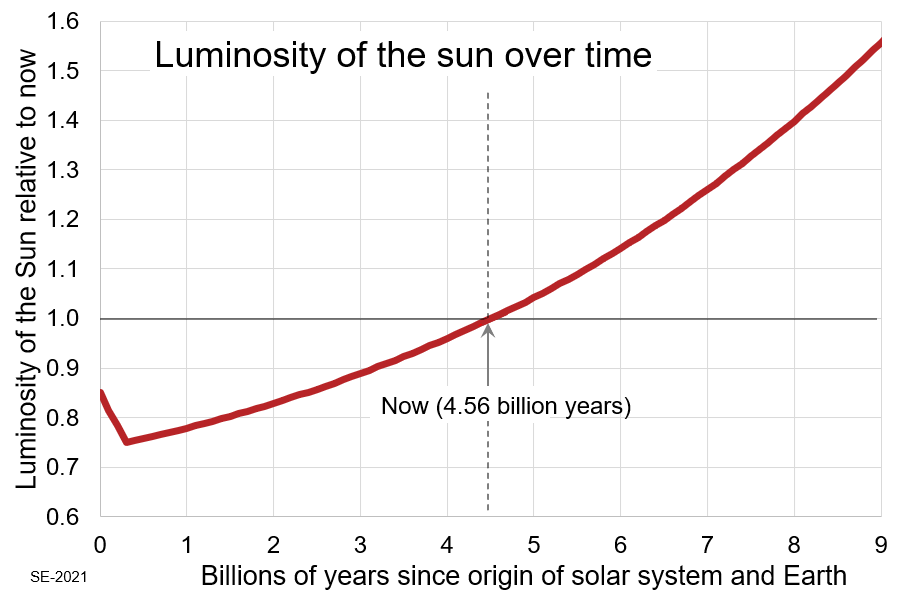 Luminosity of the sun over time
Luminosity of the Sun relative to now
1.6
1.5
1.4
1.3
1.2
1.1
1.0
0.9
0.8
0.7
0.6
Now (4.56 billion years)
0 1 2 3 4 5 6 7 8 9
Billions of years since origin of solar system and Earth
SE-2021